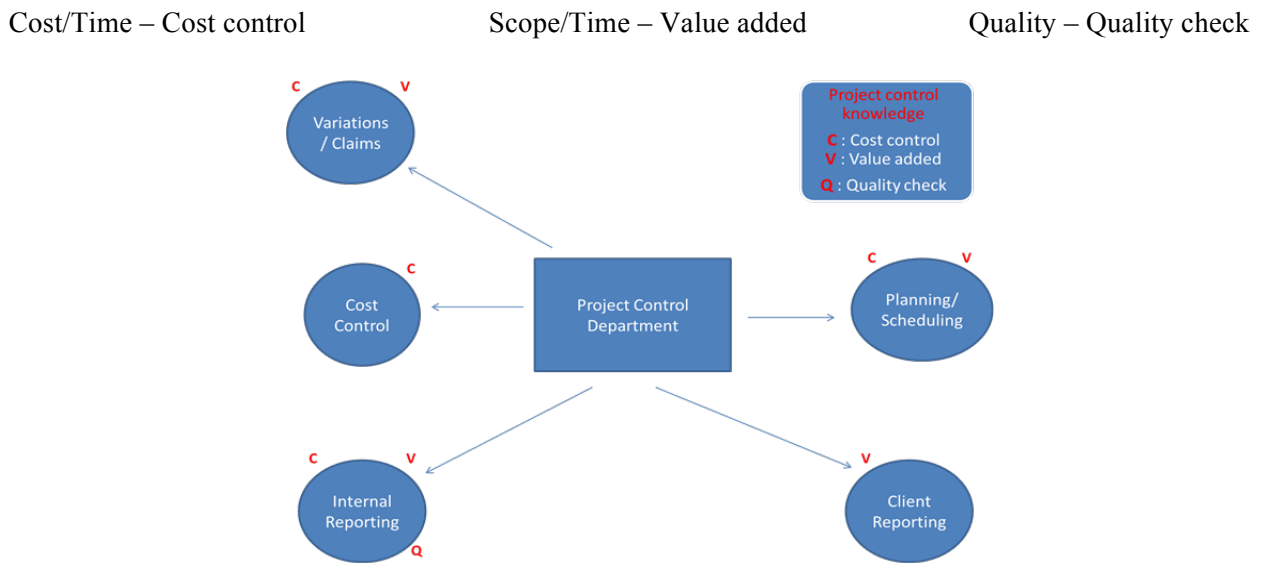 Cost/Time – Cost control Scope/Time – Value added Quality – Quality check
C V
Variations
/ Claims
Project control
knowledge
C : Cost control
V : Value added
Q : Quality check
C
Cost
Control
Project Control
Department
C V
Planning/
Scheduling
C V
Internal
Reporting
Q
V
Client
Reporting